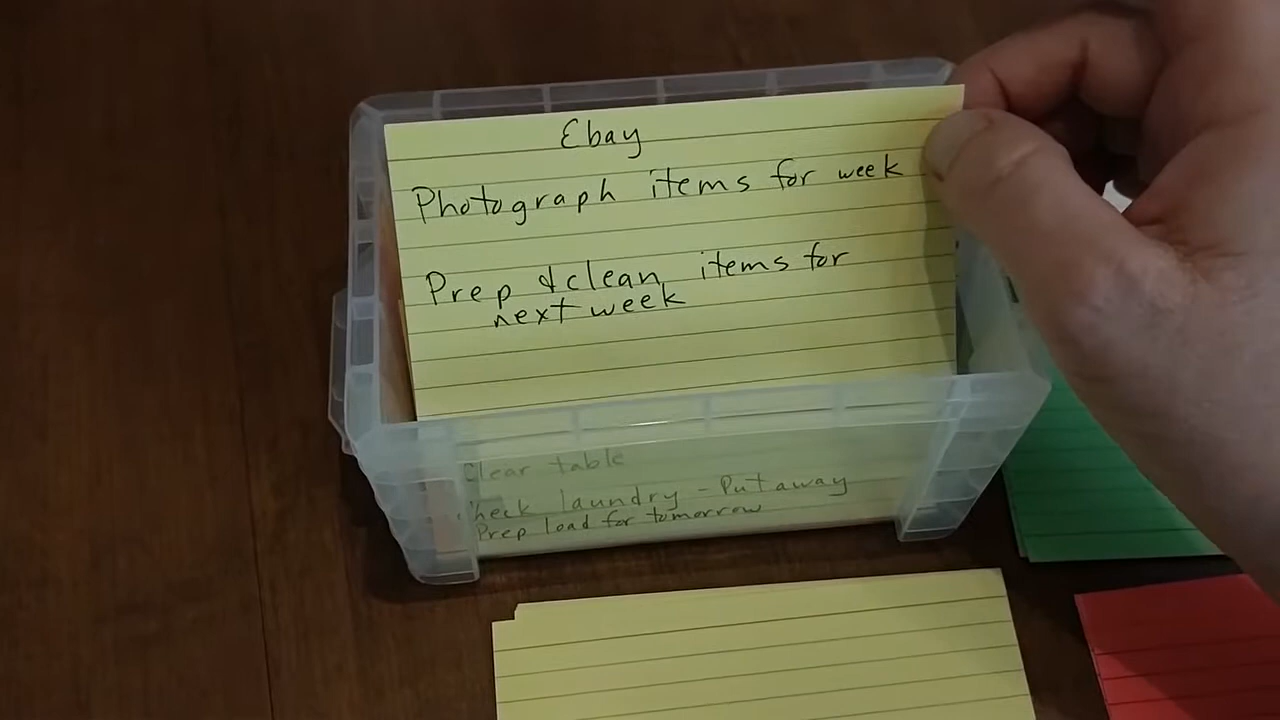 Ebay
Photograph items for week
Prep & clean items for
next week
Clear table
Check laundry - Put away
Prep load for tomorrow